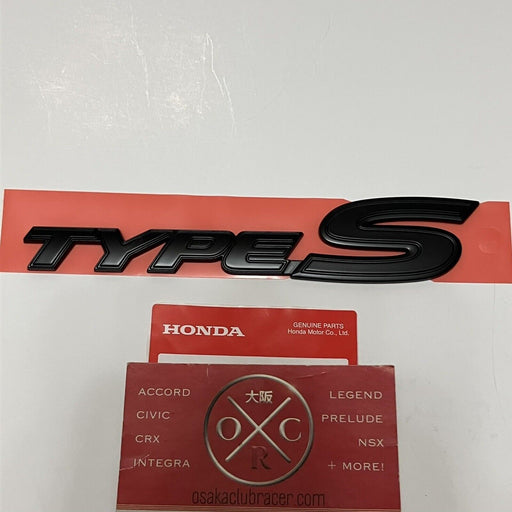 TYPE S
HONDA
GENUINE PARTS
Honda Motor Co., Ltd.
ACCORD
CIVIC
CRX
INTEGRA
大阪
O C
R
LEGEND
PRELUDE
NSX
+ MORE!
osakaclubracer.com